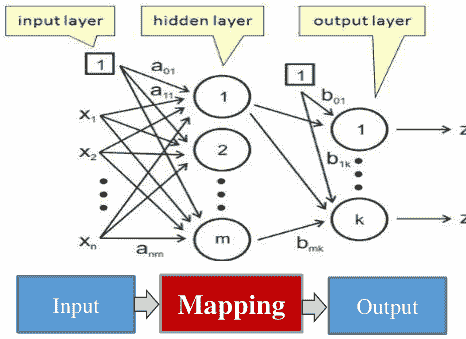 input layer hidden layer output layer
1 a01 1
a11 1 b01
x1 1 z
x2 2 b1k
xn anm m bmk k z
Input Mapping Output